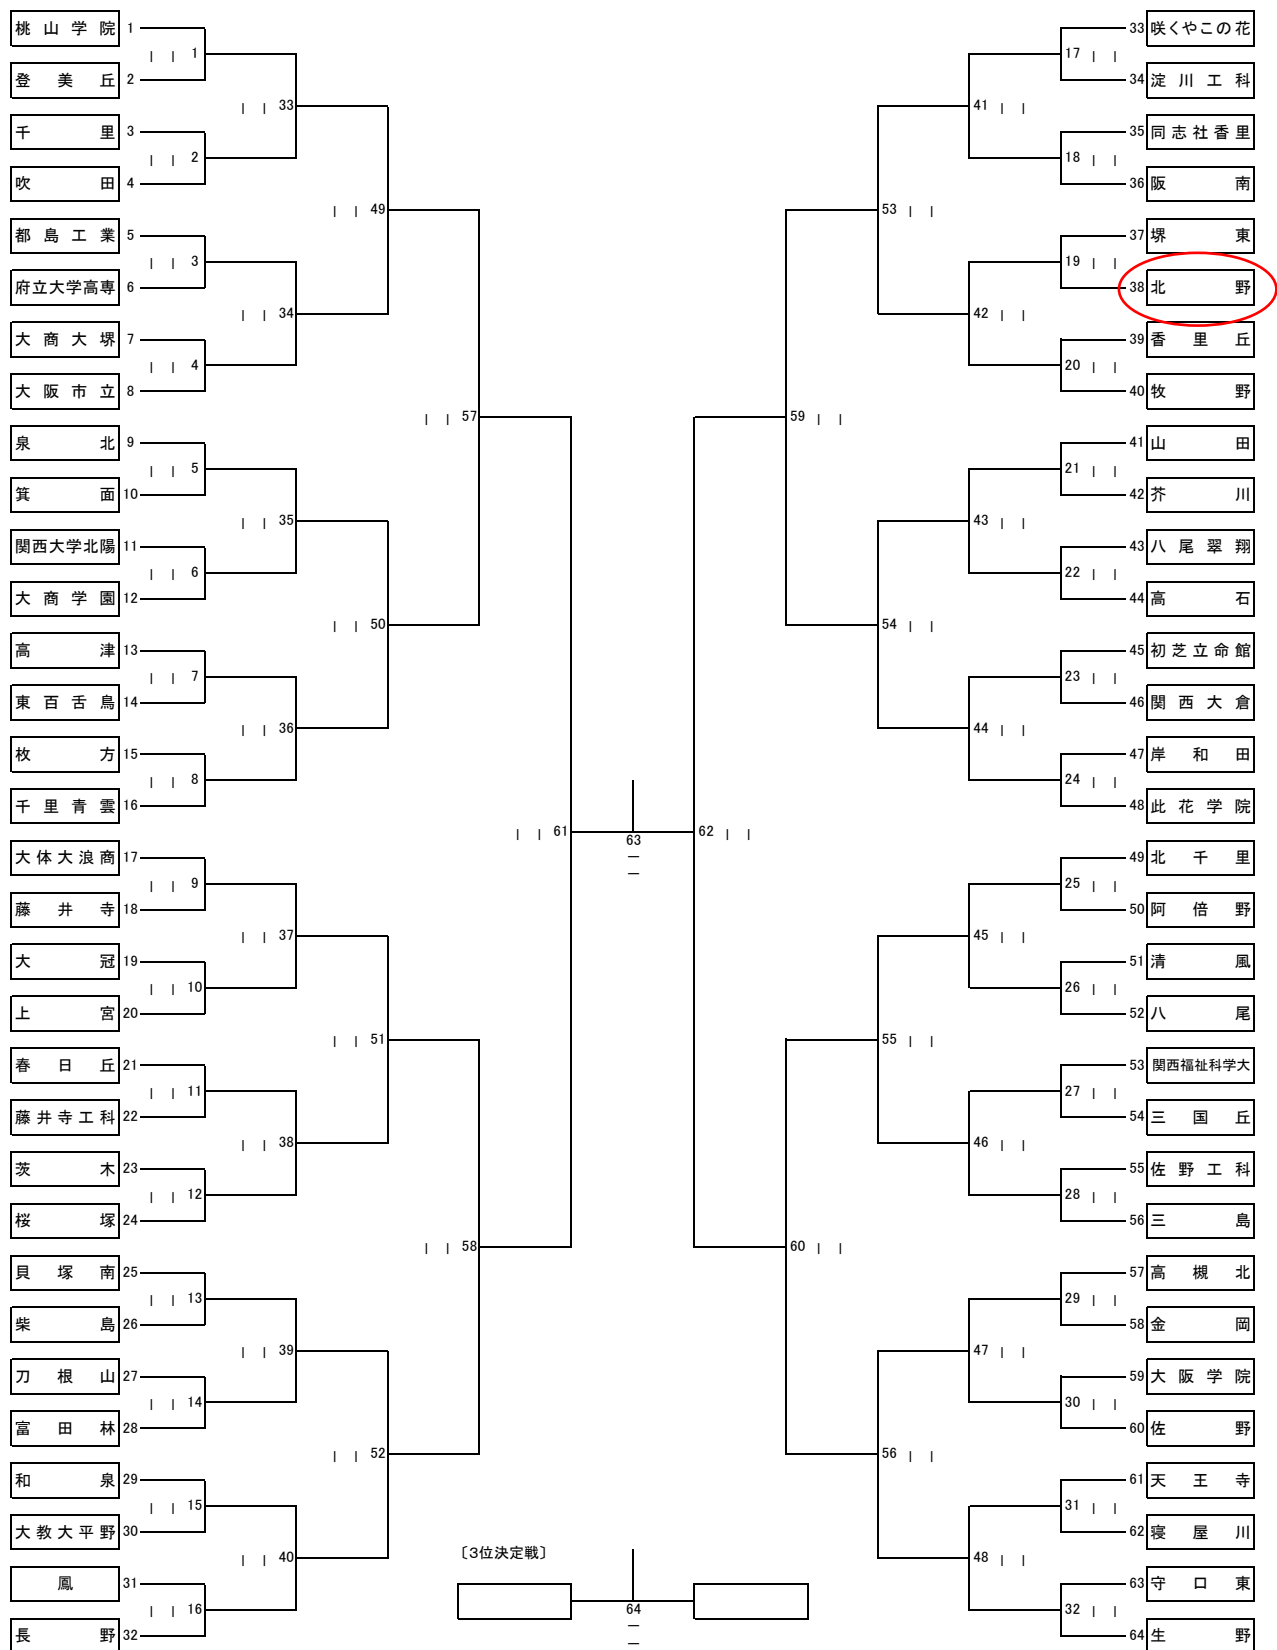 桃山学院 1
1
登美丘 2
33
千里 3
2
吹田 4
49
都島工業 5
3
府立大学高専 6
34
大商大堺 7
4
大阪市立 8
57
泉北 9
5
箕面 10
35
関西大学北陽 11
6
大商学園 12
50
高津 13
7
東百舌鳥 14
36
枚方 15
8
千里青雲 16
61
大体大浪商 17
9
藤井寺 18
37
大冠 19
10
上宮 20
51
春日丘 21
11
藤井寺工科 22
38
茨木 23
12
桜塚 24
58
貝塚南 25
13
柴島 26
39
刀根山 27
14
富田林 28
52
和泉 29
15
大教大平野 30
40
鳳 31
16
長野 32
63
〔3位決定戦〕
64
33 咲くやこの花
17
34 淀川工科
41
35 同志社香里
18
36 阪南
53
37 堺東
19
38 北野
42
39 香里丘
20
40 牧野
59
41 山田
21
42 芥川
43
43 八尾翠翔
22
44 高石
54
45 初芝立命館
23
46 関西大倉
44
47 岸和田
24
48 此花学院
62
49 北千里
25
50 阿倍野
45
51 清風
26
52 八尾
55
53 関西福祉科学大
27
54 三国丘
46
55 佐野工科
28
56 三島
60
57 高槻北
29
58 金岡
47
59 大阪学院
30
60 佐野
56
61 天王寺
31
62 寝屋川
48
63 守口東
32
64 生野